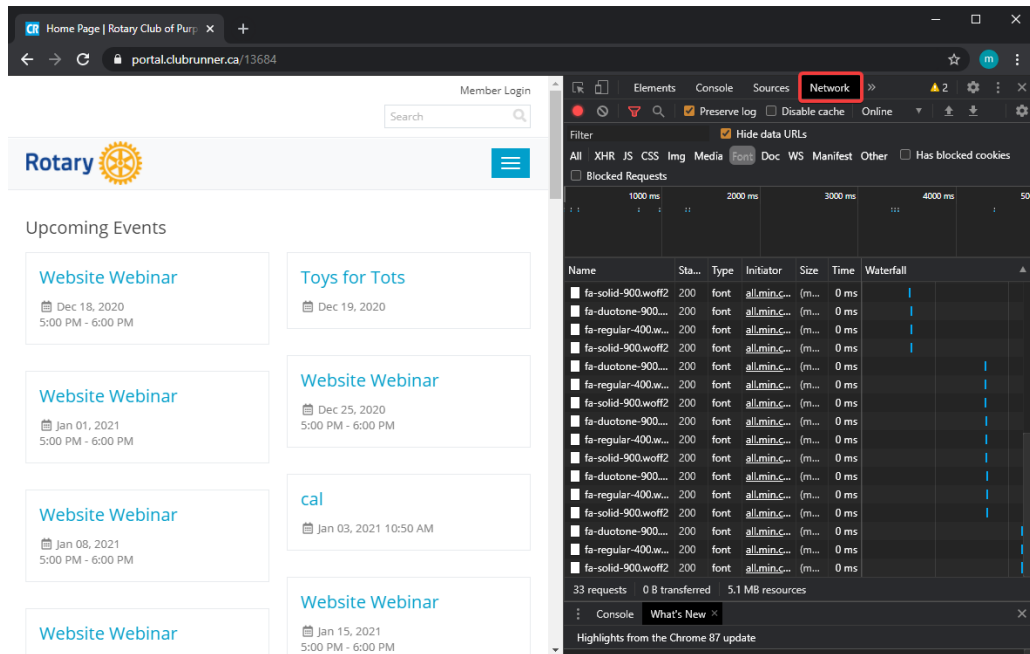 CR Home Page | Rotary Club of Purp
portal.clubrunner.ca/13684
m
Member Login
Search
Rotary
Upcoming Events
Website Webinar
Dec 18, 2020
5:00 PM - 6:00 PM
Toys for Tots
Dec 19, 2020
Website Webinar
Jan 01, 2021
5:00 PM - 6:00 PM
Website Webinar
Dec 25, 2020
5:00 PM - 6:00 PM
Website Webinar
Jan 08, 2021
5:00 PM - 6:00 PM
cal
Jan 03, 2021 10:50 AM
Website Webinar
Website Webinar
Jan 15, 2021
5:00 PM - 6:00 PM
Elements Console Sources Network » 2
Preserve log Disable cache Online
Filter Hide data URLs
All XHR JS CSS Img Media Font Doc WS Manifest Other Has blocked cookies
Blocked Requests
1000 ms 2000 ms 3000 ms 4000 ms 50
Name Sta... Type Initiator Size Time Waterfall
fa-solid-900.woff2 200 font all.min.c... (m... 0 ms
fa-duotone-900.... 200 font all.min.c... (m... 0 ms
fa-regular-400.w... 200 font all.min.c... (m... 0 ms
fa-solid-900.woff2 200 font all.min.c... (m... 0 ms
fa-duotone-900.... 200 font all.min.c... (m... 0 ms
fa-regular-400.w... 200 font all.min.c... (m... 0 ms
fa-solid-900.woff2 200 font all.min.c... (m... 0 ms
fa-duotone-900.... 200 font all.min.c... (m... 0 ms
fa-regular-400.w... 200 font all.min.c... (m... 0 ms
fa-solid-900.woff2 200 font all.min.c... (m... 0 ms
fa-duotone-900.... 200 font all.min.c... (m... 0 ms
fa-regular-400.w... 200 font all.min.c... (m... 0 ms
fa-solid-900.woff2 200 font all.min.c... (m... 0 ms
fa-duotone-900.... 200 font all.min.c... (m... 0 ms
fa-regular-400.w... 200 font all.min.c... (m... 0 ms
fa-solid-900.woff2 200 font all.min.c... (m... 0 ms
33 requests 0 B transferred 5.1 MB resources
Console What's New
Highlights from the Chrome 87 update